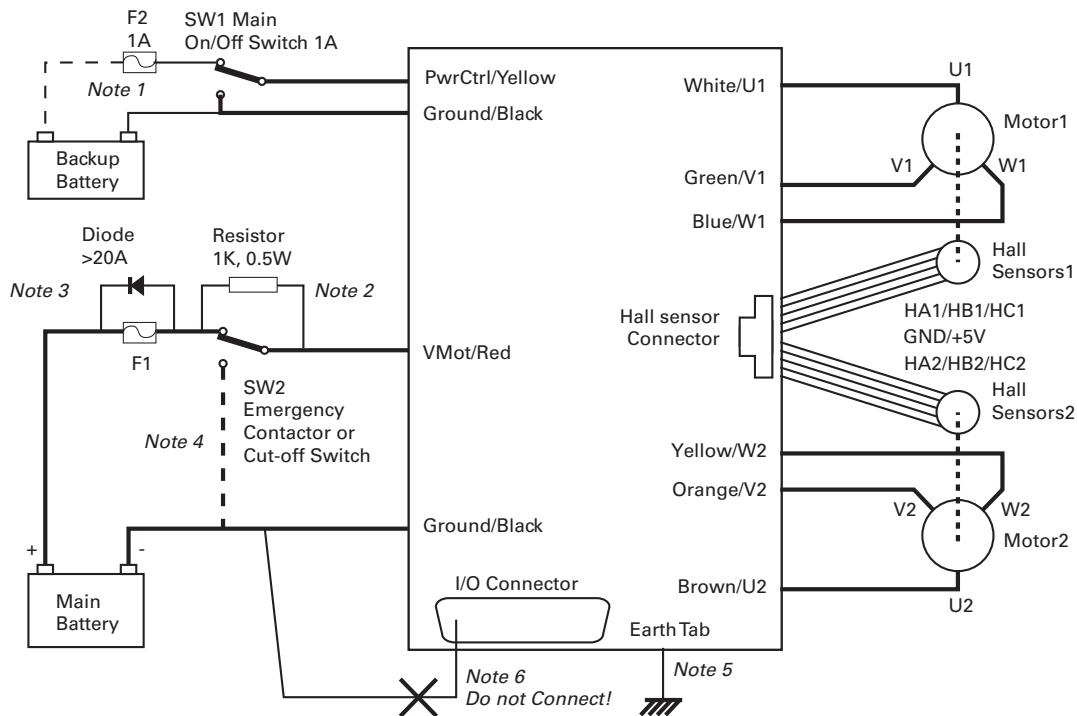 F2
1A
SW1 Main
On/Off Switch 1A
Note 1
Backup
Battery
PwrCtrl/Yellow
Ground/Black
Diode
>20A
Resistor
1K, 0.5W
Note 3
Note 2
F1
VMot/Red
SW2
Emergency
Contactor or
Cut-off Switch
Note 4
Ground/Black
+
-
Main
Battery
I/O Connector
Earth Tab
Note 6
Do not Connect!
Note 5
White/U1
Green/V1
Blue/W1
Hall sensor
Connector
Yellow/W2
Orange/V2
Brown/U2
U1
Motor1
V1
W1
Hall
Sensors1
HA1/HB1/HC1
GND/+5V
HA2/HB2/HC2
Hall
Sensors2
V2
W2
Motor2
U2